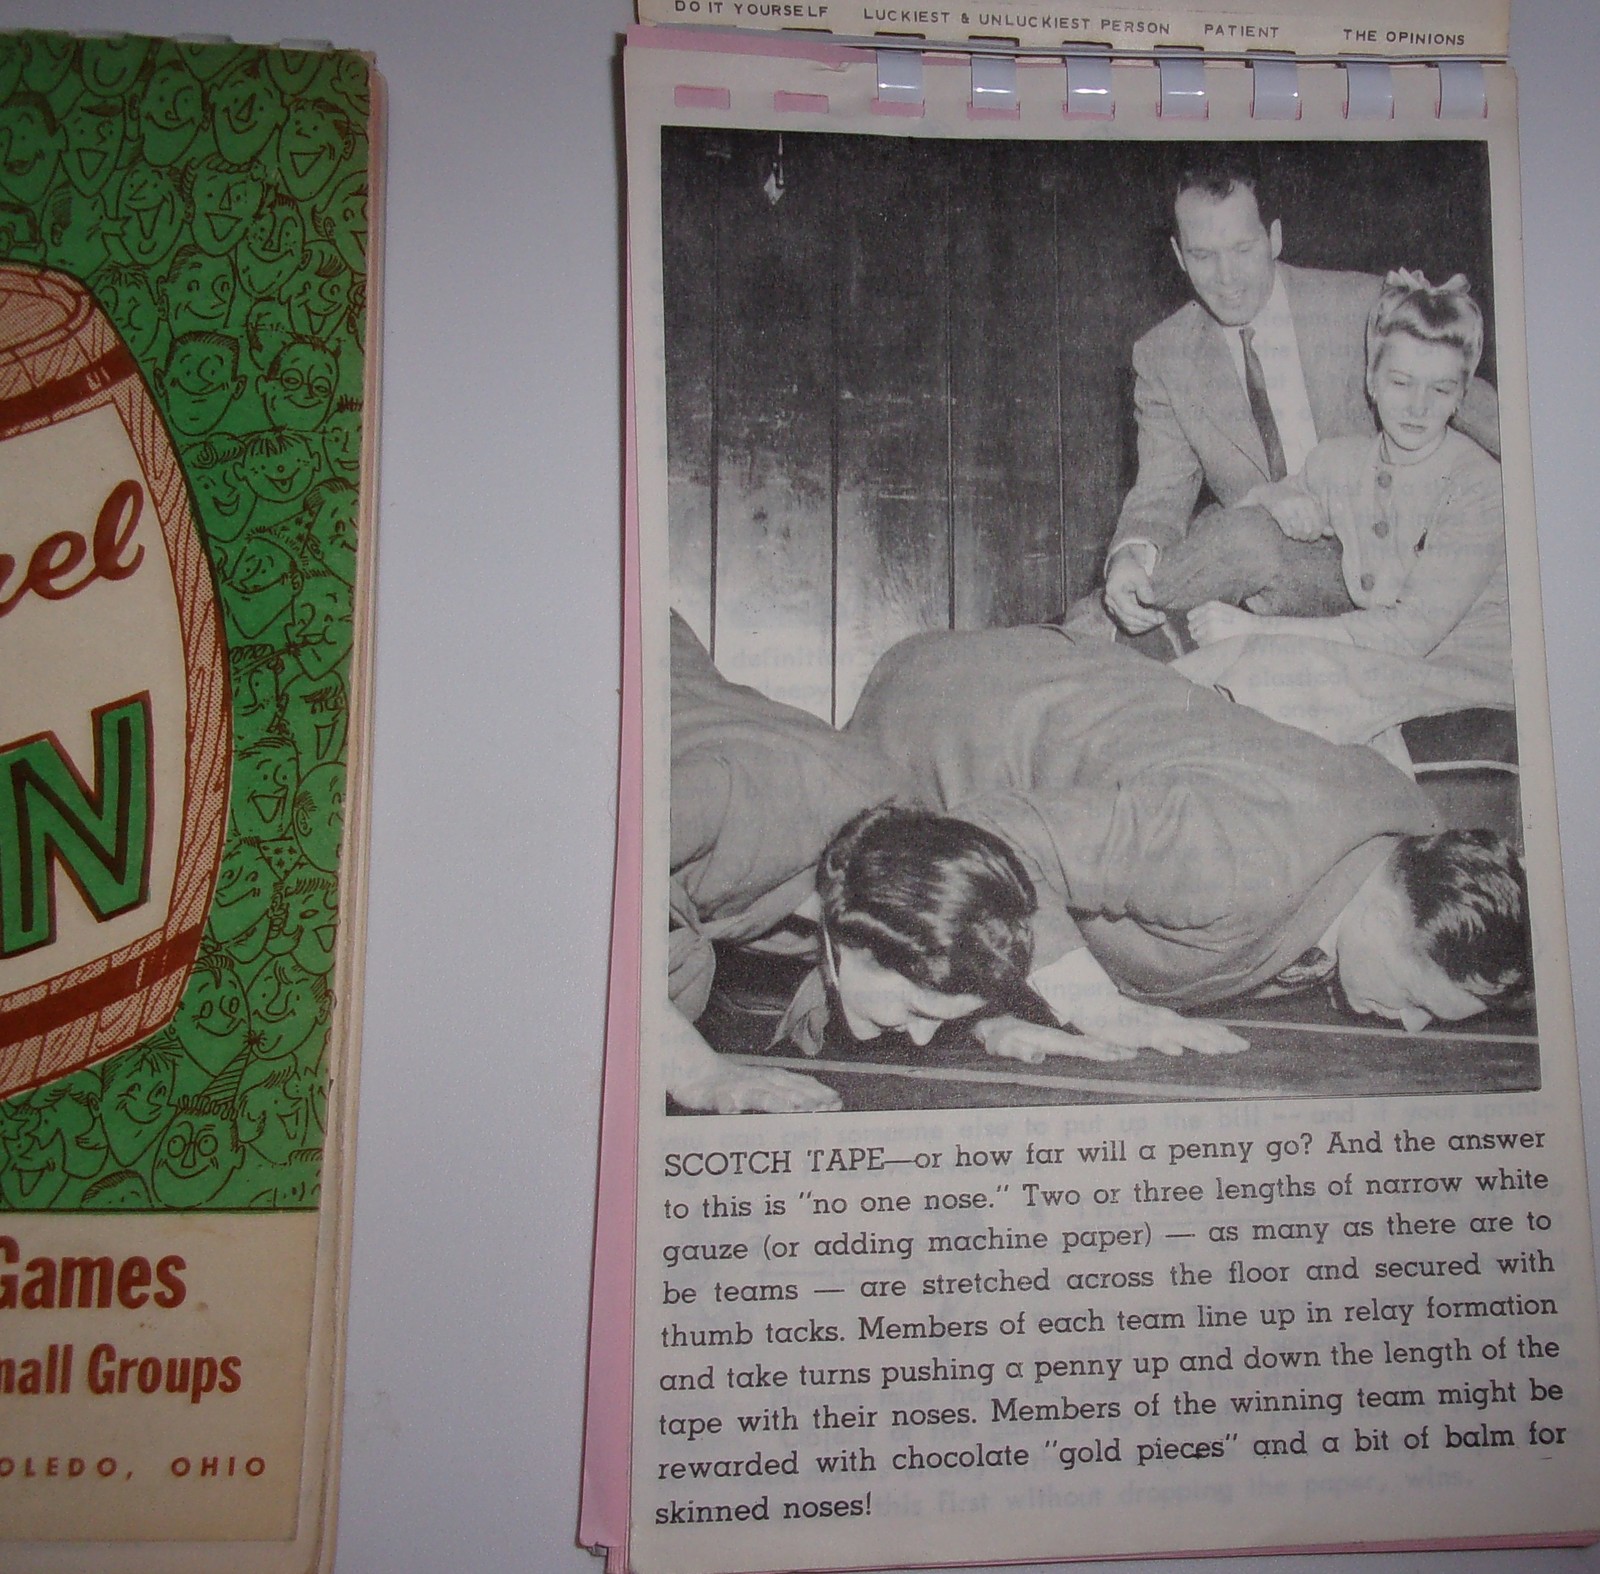 rel
N
Games
mall Groups
OLEDO, OHIO
DO IT YOURSELF LUCKIEST & UNLUCKIEST PERSON PATIENT THE OPINIONS
SCOTCH TAPE—or how far will a penny go? And the answer
to this is "no one nose." Two or three lengths of narrow white
gauze (or adding machine paper) — as many as there are to
be teams — are stretched across the floor and secured with
thumb tacks. Members of each team line up in relay formation
and take turns pushing a penny up and down the length of the
tape with their noses. Members of the winning team might be
rewarded with chocolate "gold pieces" and a bit of balm for
skinned noses!